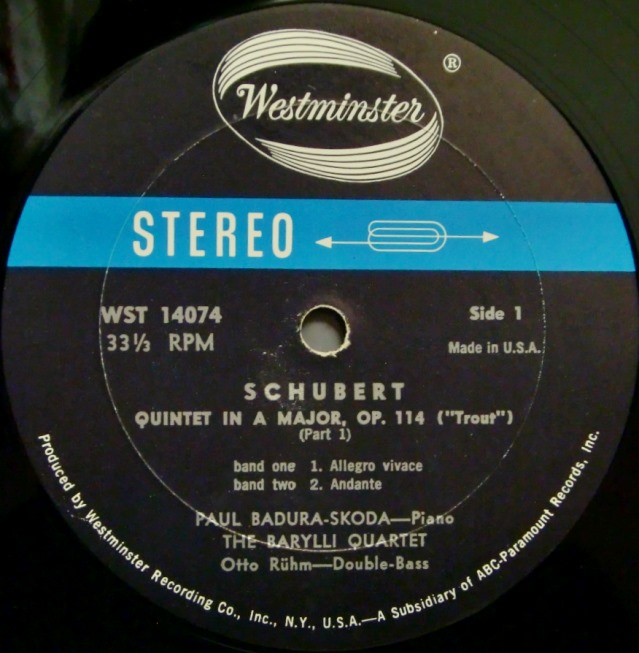 Westminster ®
STEREO
WST 14074
33⅓ RPM
Side 1
Made in U.S.A.
SCHUBERT
QUINTET IN A MAJOR, OP. 114 ("Trout")
(Part 1)
band one 1. Allegro vivace
band two 2. Andante
PAUL BADURA-SKODA—Piano
THE BARYLLI QUARTET
Otto Rühm—Double-Bass
Produced by Westminster Recording Co., Inc., N.Y., U.S.A.—A Subsidiary of ABC-Paramount Records, Inc.